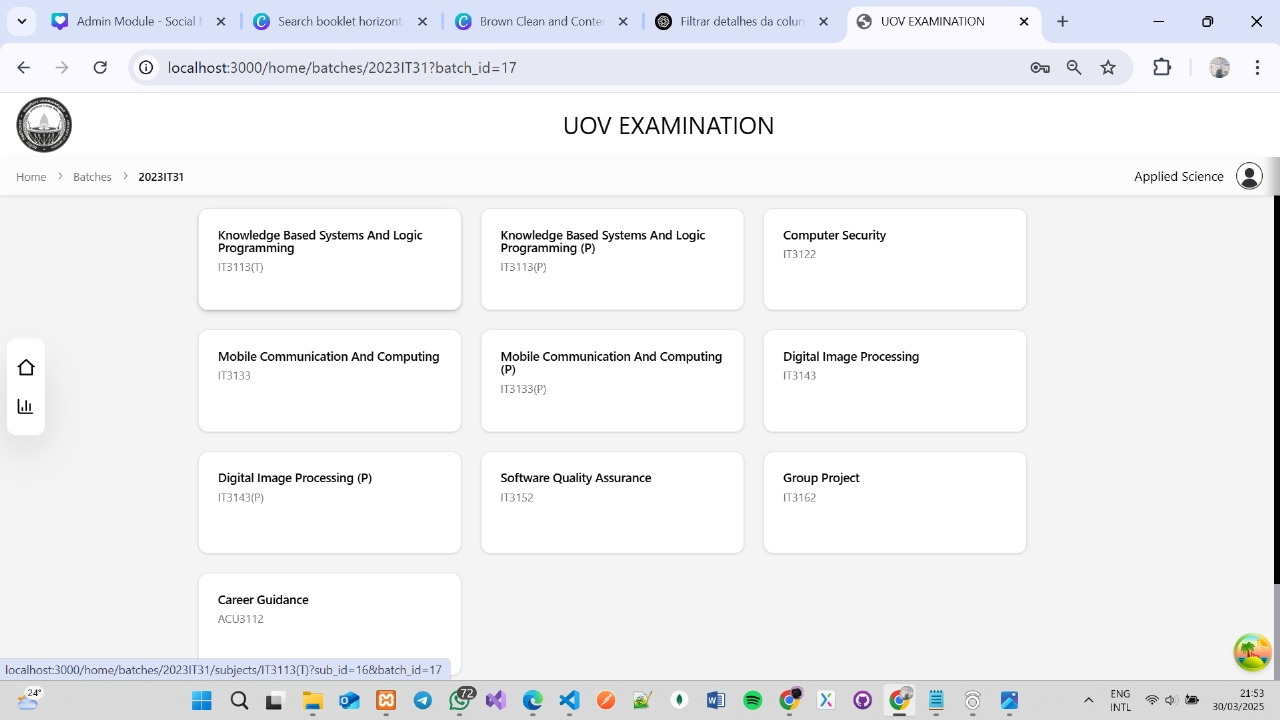 Admin Module - Social N
Search booklet horizonta
Brown Clean and Conter
Filtrar detalhes da colun
UOV EXAMINATION
localhost:3000/home/batches/2023IT31?batch_id=17
UOV EXAMINATION
Home
Batches
2023IT31
Applied Science
Knowledge Based Systems And Logic
Programming
IT3113(T)
Knowledge Based Systems And Logic
Programming (P)
IT3113(P)
Computer Security
IT3122
Mobile Communication And Computing
IT3133
Mobile Communication And Computing
(P)
IT3133(P)
Digital Image Processing
IT3143
Digital Image Processing (P)
IT3143(P)
Software Quality Assurance
IT3152
Group Project
IT3162
Career Guidance
ACU3112
localhost:3000/home/batches/2023IT31/subjects/IT3113(T)?sub_id=16&batch_id=17
24°
72
ENG
INTL
21:53
30/03/2025